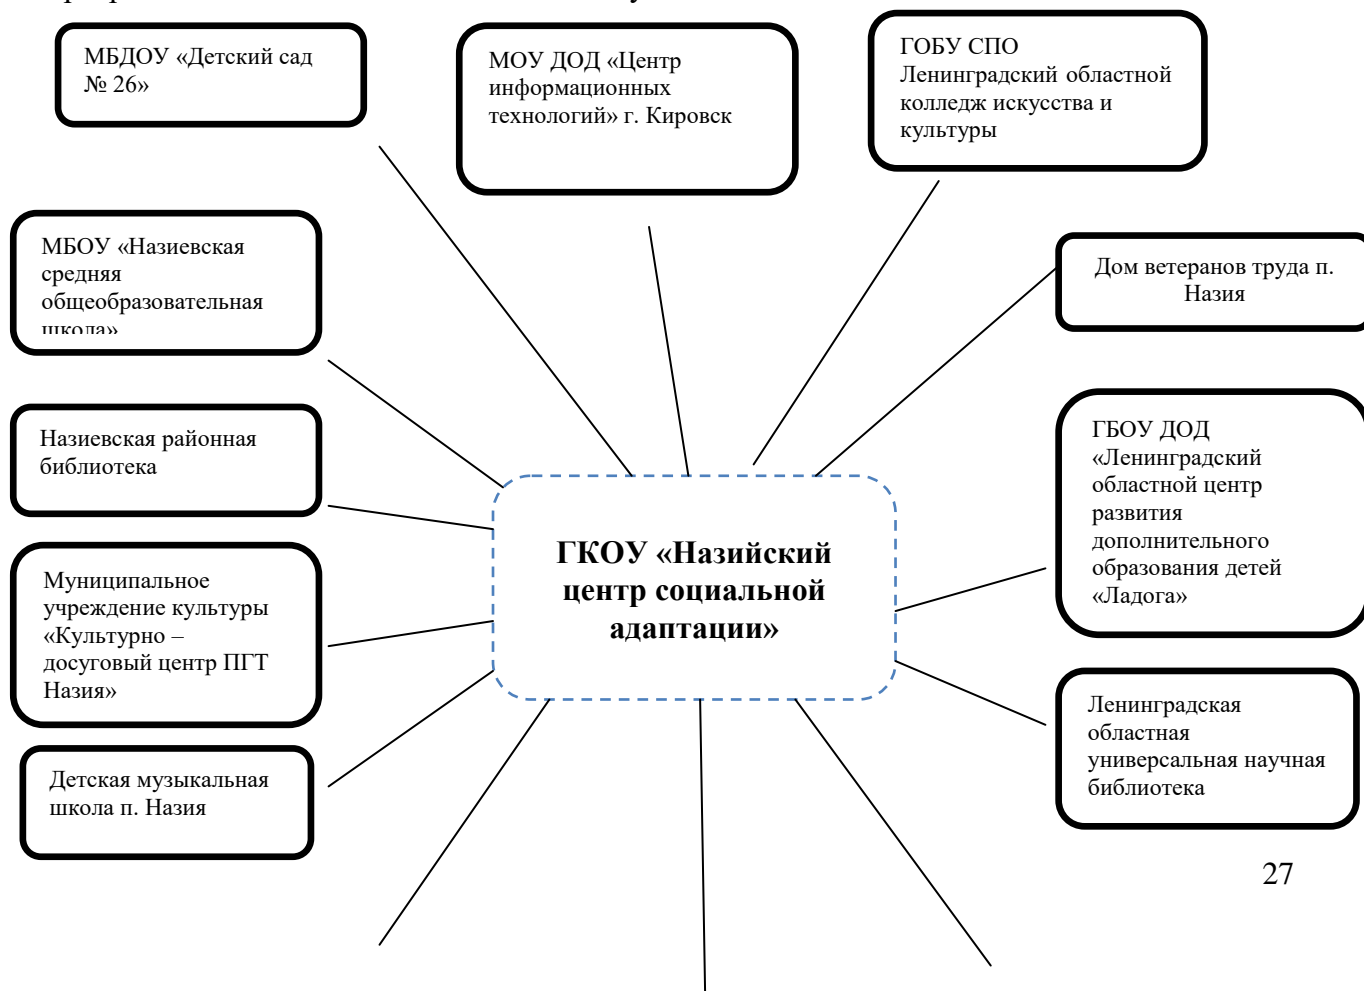 МБДОУ «Детский сад
№ 26»
МОУ ДОД «Центр
информационных
технологий» г. Кировск
ГОБУ СПО
Ленинградский областной
колледж искусства и
культуры
МБОУ «Назиевская
средняя
общеобразовательная
школа»
Дом ветеранов труда п.
Назия
Назиевская районная
библиотека
ГБОУ ДОД
«Ленинградский
областной центр
развития
дополнительного
образования детей
«Ладога»
ГКОУ «Назийский
центр социальной
адаптации»
Муниципальное
учреждение культуры
«Культурно –
досуговый центр ПГТ
Назия»
Ленинградская
областная
универсальная научная
библиотека
Детская музыкальная
школа п. Назия
27